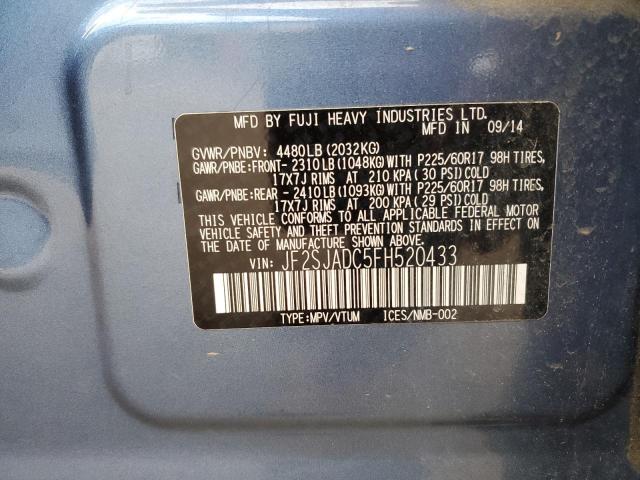 MFD BY FUJI HEAVY INDUSTRIES LTD.
MFD IN 09/14
GVWR/PNBV: 4480LB(2032KG)
GAWR/PNBE:FRONT-2310LB(1048KG)WITH P225/60R17 98H TIRES,
17X7J RIMS AT 210 KPA(30 PSI)COLD
GAWR/PNBE:REAR -2410LB(1093KG)WITH P225/60R17 98H TIRES,
17X7J RIMS AT 200 KPA(29 PSI)COLD
THIS VEHICLE CONFORMS TO ALL APPLICABLE FEDERAL MOTOR
VEHICLE SAFETY AND THEFT PREVENTION STANDARDS IN EFFECT ON
THE DATE OF MANUFACTURE SHOWN ABOVE.
VIN: JF2SJADC5FH520433
TYPE:MPV/VTUM ICES/NMB-002